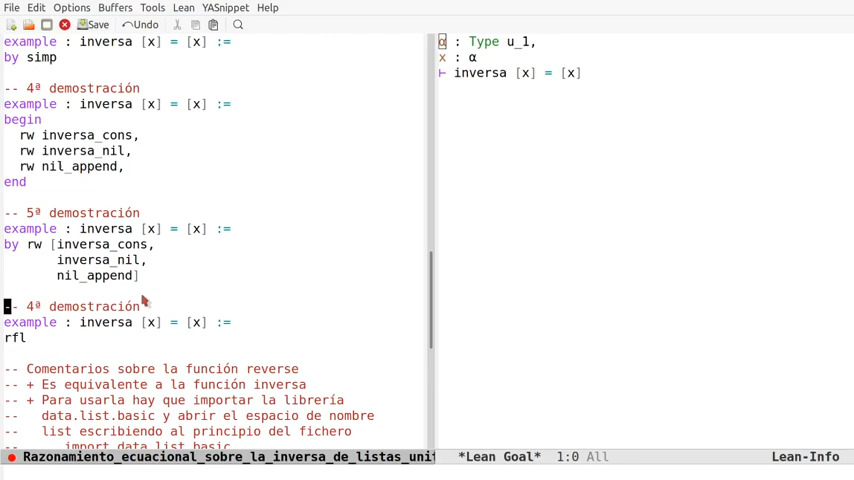 File Edit Options Buffers Tools Lean YASnippet Help
Save Undo
example : inversa [x] = [x] :=
by simp
-- 4ª demostración
example : inversa [x] = [x] :=
begin
rw inversa_cons,
rw inversa_nil,
rw nil_append,
end
-- 5ª demostración
example : inversa [x] = [x] :=
by rw [inversa_cons,
inversa_nil,
nil_append]
-- 4ª demostración
example : inversa [x] = [x] :=
rfl
-- Comentarios sobre la función reverse
-- + Es equivalente a la función inversa
-- + Para usarla hay que importar la librería
-- data.list.basic y abrir el espacio de nombre
-- list escribiendo al principio del fichero
-- import data.list.basic
Razonamiento_ecuacional_sobre_la_inversa_de_listas_unit
α : Type u_1,
x : α
⊢ inversa [x] = [x]
*Lean Goal* 1:0 All Lean-Info